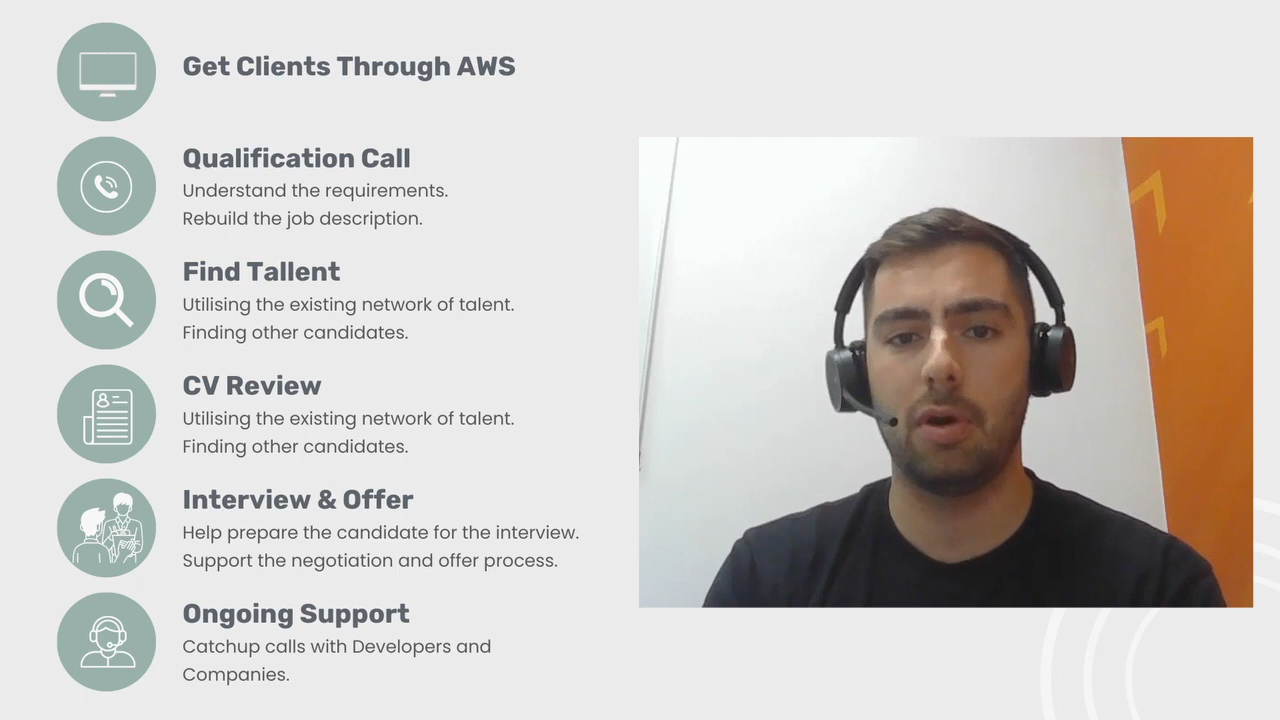 Get Clients Through AWS
Qualification Call
Understand the requirements.
Rebuild the job description.
Find Tallent
Utilising the existing network of talent.
Finding other candidates.
CV Review
Utilising the existing network of talent.
Finding other candidates.
Interview & Offer
Help prepare the candidate for the interview.
Support the negotiation and offer process.
Ongoing Support
Catchup calls with Developers and
Companies.